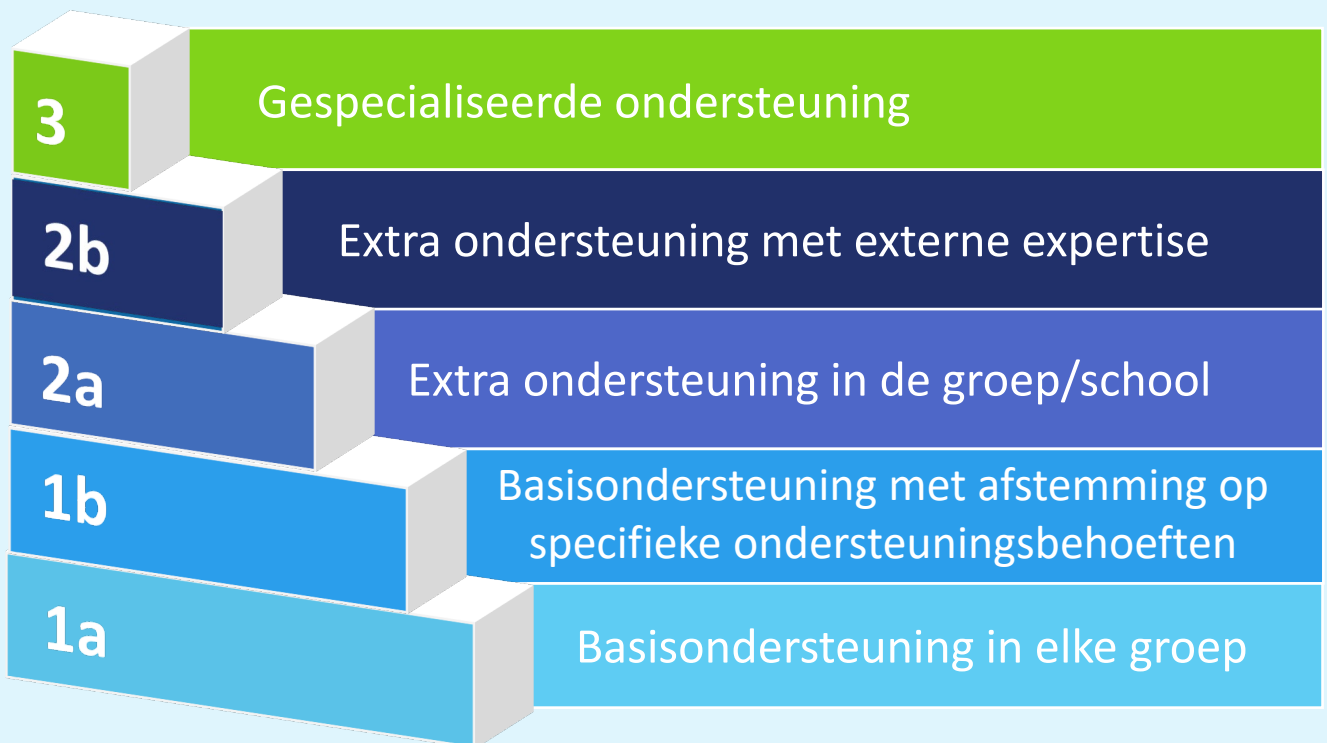 3
Gespecialiseerde ondersteuning
2b
Extra ondersteuning met externe expertise
2a
Extra ondersteuning in de groep/school
1b
Basisondersteuning met afstemming op
specifieke ondersteuningsbehoeften
1a
Basisondersteuning in elke groep